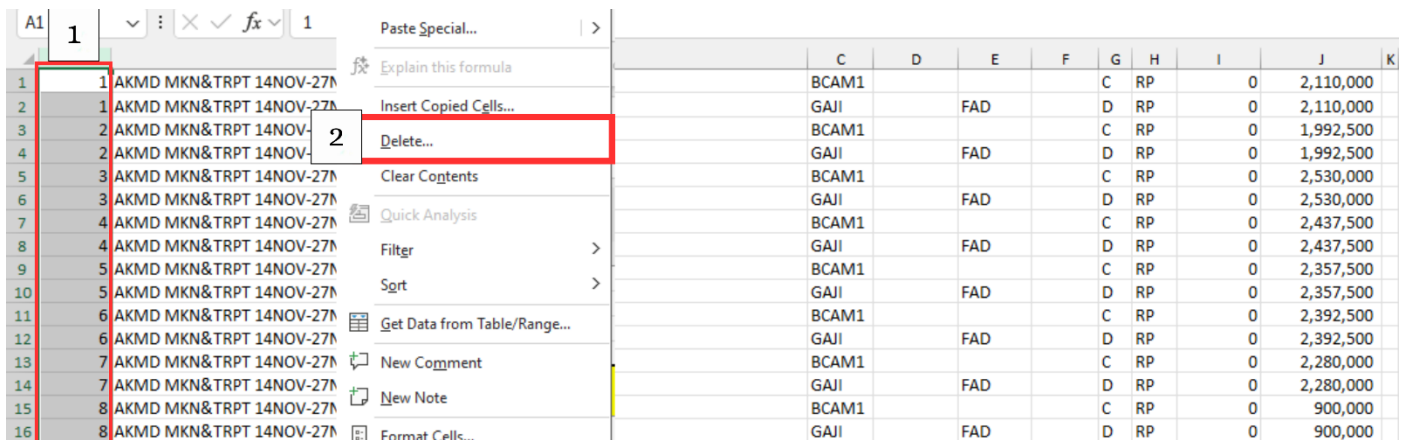 A1 1 fx 1
Paste Special...
Explain this formula
Insert Copied Cells...
2 Delete...
Clear Contents
Quick Analysis
Filter
Sort
Get Data from Table/Range...
New Comment
New Note
Format Cells...
C D E F G H I J K
1 1 AKMD MKN&TRPT 14NOV-27N BCAM1 C RP 0 2,110,000
2 1 AKMD MKN&TRPT 14NOV-27N GAJI FAD D RP 0 2,110,000
3 2 AKMD MKN&TRPT 14NOV- BCAM1 C RP 0 1,992,500
4 2 AKMD MKN&TRPT 14NOV- GAJI FAD D RP 0 1,992,500
5 3 AKMD MKN&TRPT 14NOV-27N BCAM1 C RP 0 2,530,000
6 3 AKMD MKN&TRPT 14NOV-27N GAJI FAD D RP 0 2,530,000
7 4 AKMD MKN&TRPT 14NOV-27N BCAM1 C RP 0 2,437,500
8 4 AKMD MKN&TRPT 14NOV-27N GAJI FAD D RP 0 2,437,500
9 5 AKMD MKN&TRPT 14NOV-27N BCAM1 C RP 0 2,357,500
10 5 AKMD MKN&TRPT 14NOV-27N GAJI FAD D RP 0 2,357,500
11 6 AKMD MKN&TRPT 14NOV-27N BCAM1 C RP 0 2,392,500
12 6 AKMD MKN&TRPT 14NOV-27N GAJI FAD D RP 0 2,392,500
13 7 AKMD MKN&TRPT 14NOV-27N BCAM1 C RP 0 2,280,000
14 7 AKMD MKN&TRPT 14NOV-27N GAJI FAD D RP 0 2,280,000
15 8 AKMD MKN&TRPT 14NOV-27N BCAM1 C RP 0 900,000
16 8 AKMD MKN&TRPT 14NOV-27N GAJI FAD D RP 0 900,000